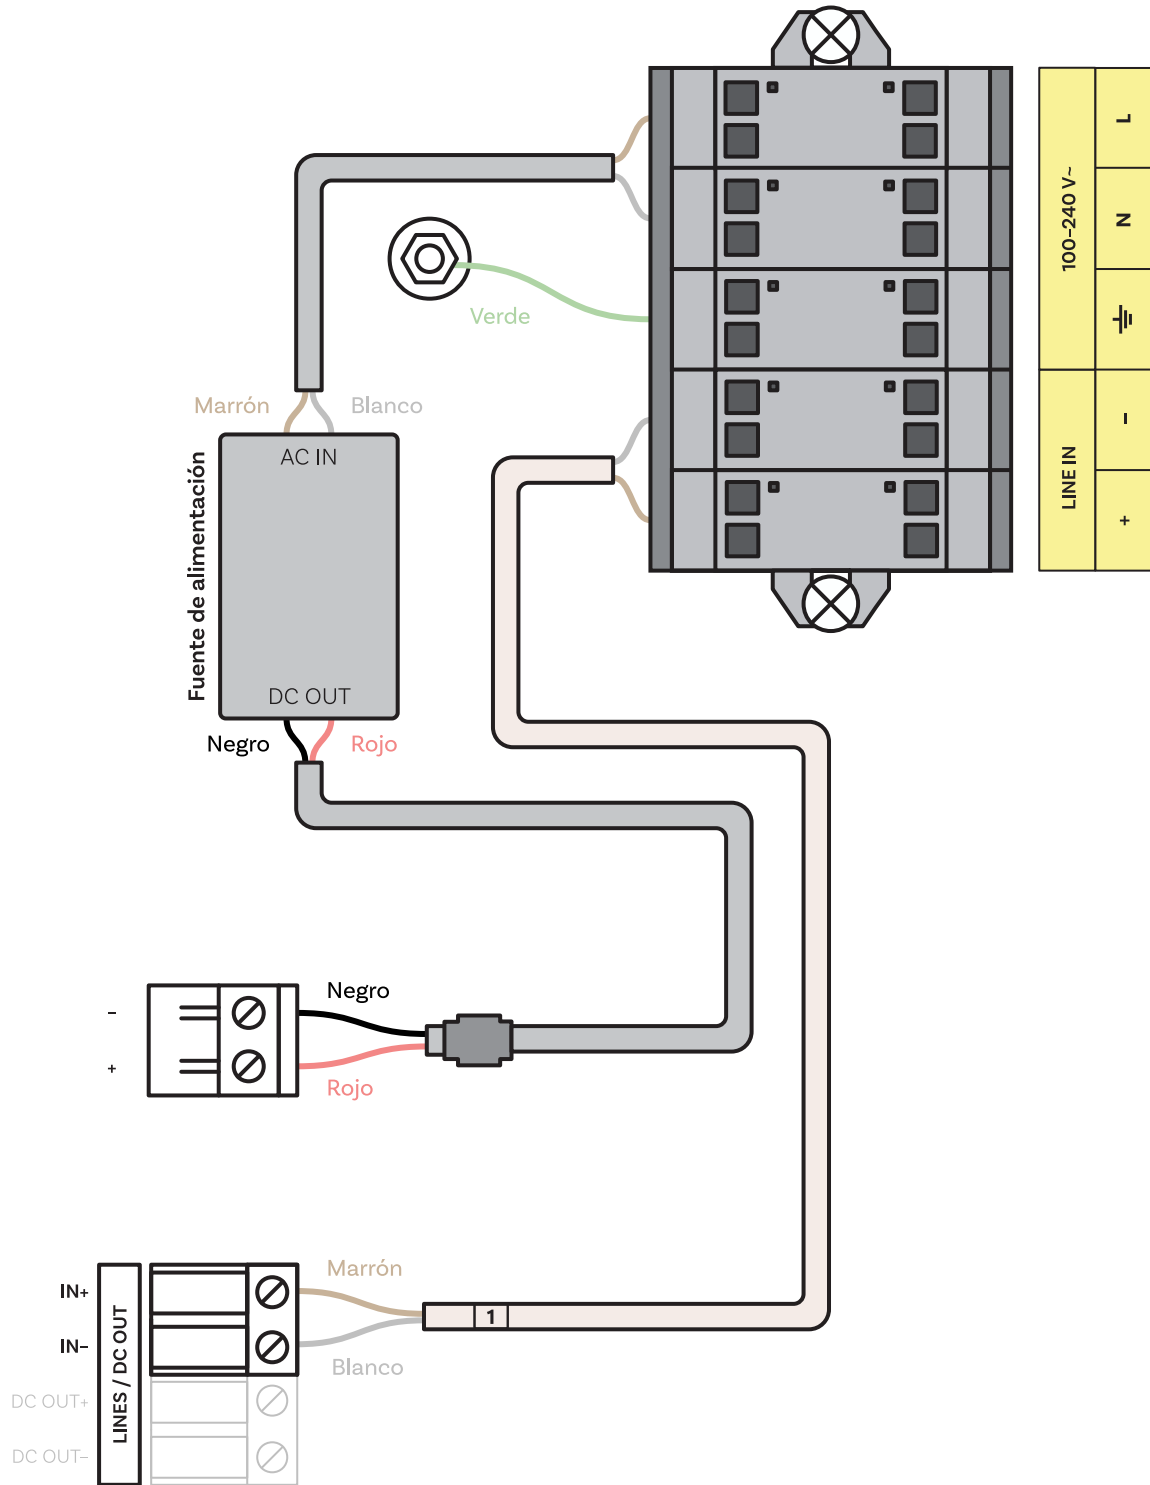 L
N
100–240 V~
LINE IN
–
+
Verde
Marrón
Blanco
AC IN
Fuente de alimentación
DC OUT
Negro
Rojo
Negro
–
+
Rojo
Marrón
IN+
1
IN–
Blanco
LINES / DC OUT
DC OUT+
DC OUT–